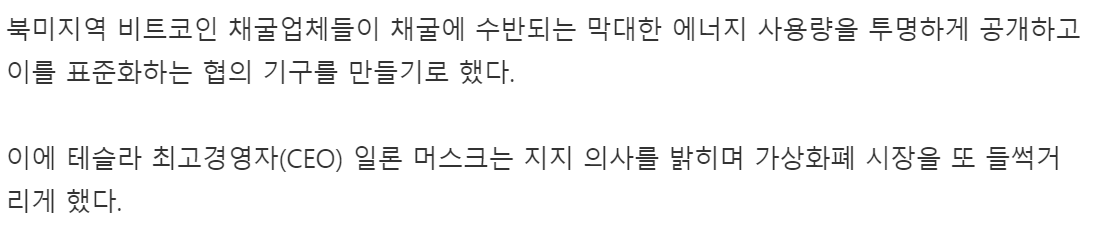 북미지역 비트코인 채굴업체들이 채굴에 수반되는 막대한 에너지 사용량을 투명하게 공개하고
이를 표준화하는 협의 기구를 만들기로 했다.
이에 테슬라 최고경영자(CEO) 일론 머스크는 지지 의사를 밝히며 가상화폐 시장을 또 들썩거
리게 했다.